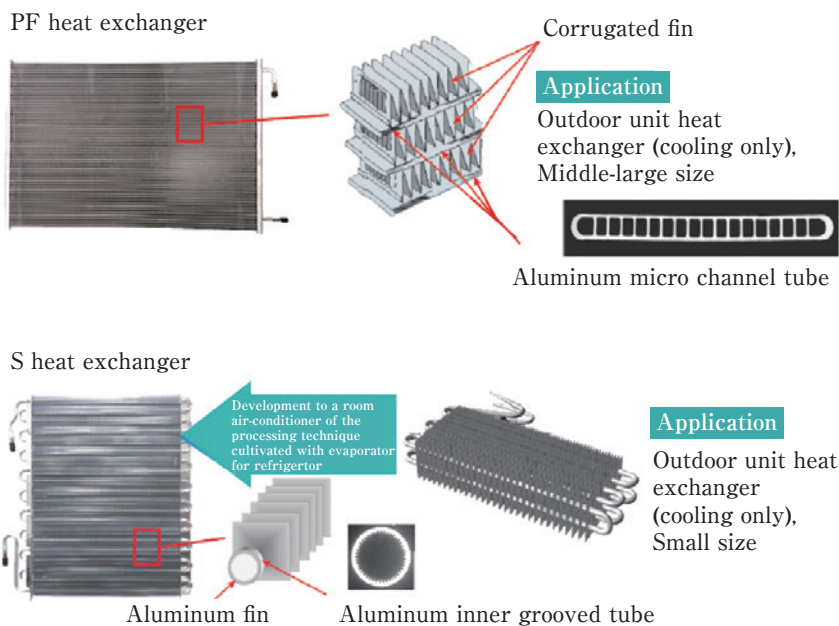 PF heat exchanger
Corrugated fin
Application
Outdoor unit heat
exchanger (cooling only),
Middle-large size
Aluminum micro channel tube
S heat exchanger
Development to a room
air-conditioner of the
processing technique
cultivated with evaporator
for refrigertor
Application
Outdoor unit heat
exchanger
(cooling only),
Small size
Aluminum fin
Aluminum inner grooved tube